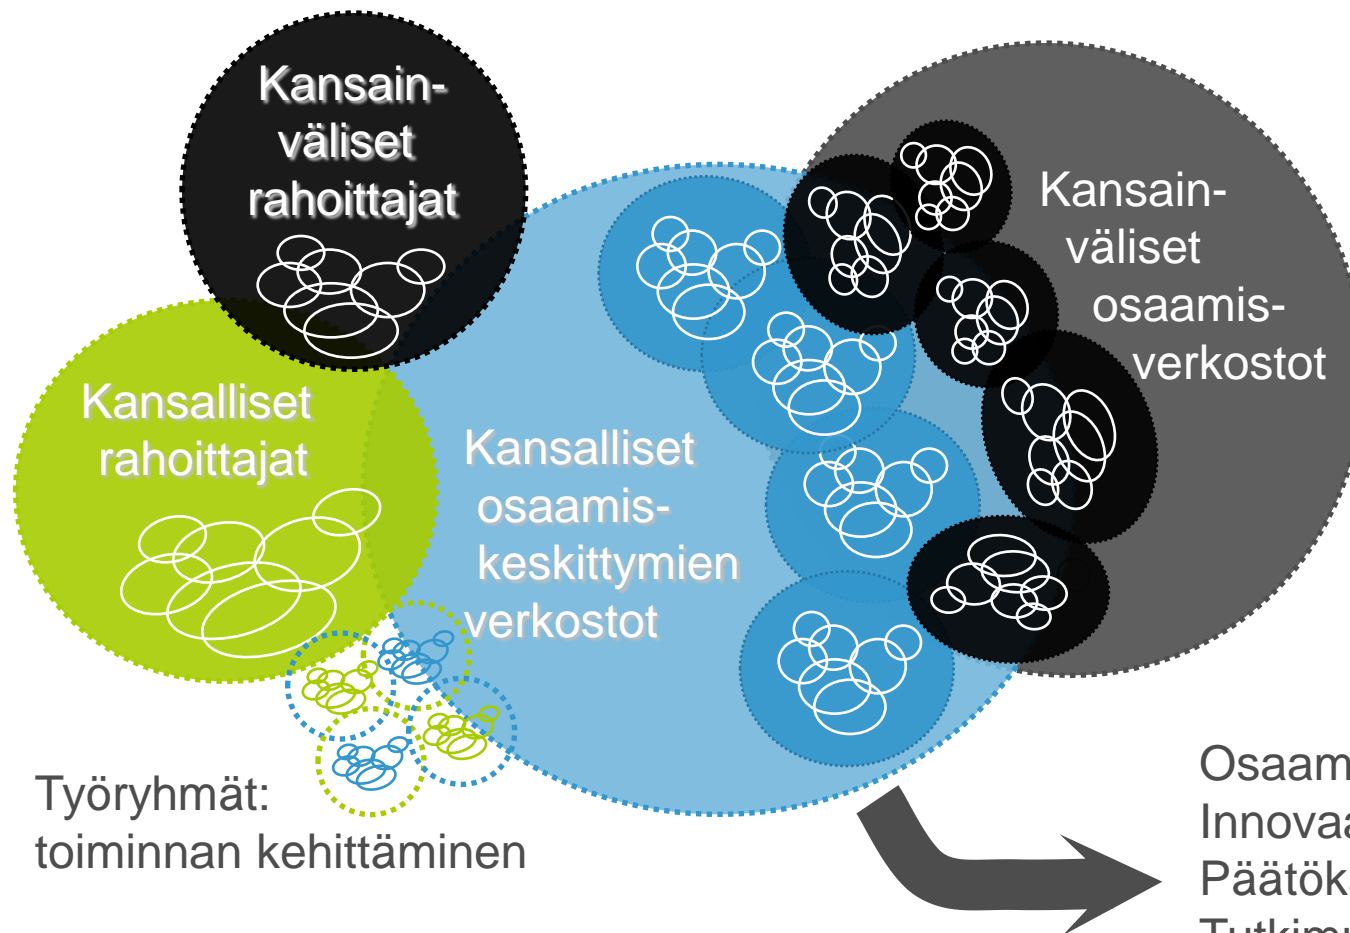 Kansain-
väliset
rahoittajat
Kansain-
väliset
osaamis-
verkostot
Kansalliset
rahoittajat
Kansalliset
osaamis-
keskittymien
verkostot
Työryhmät:
toiminnan kehittäminen